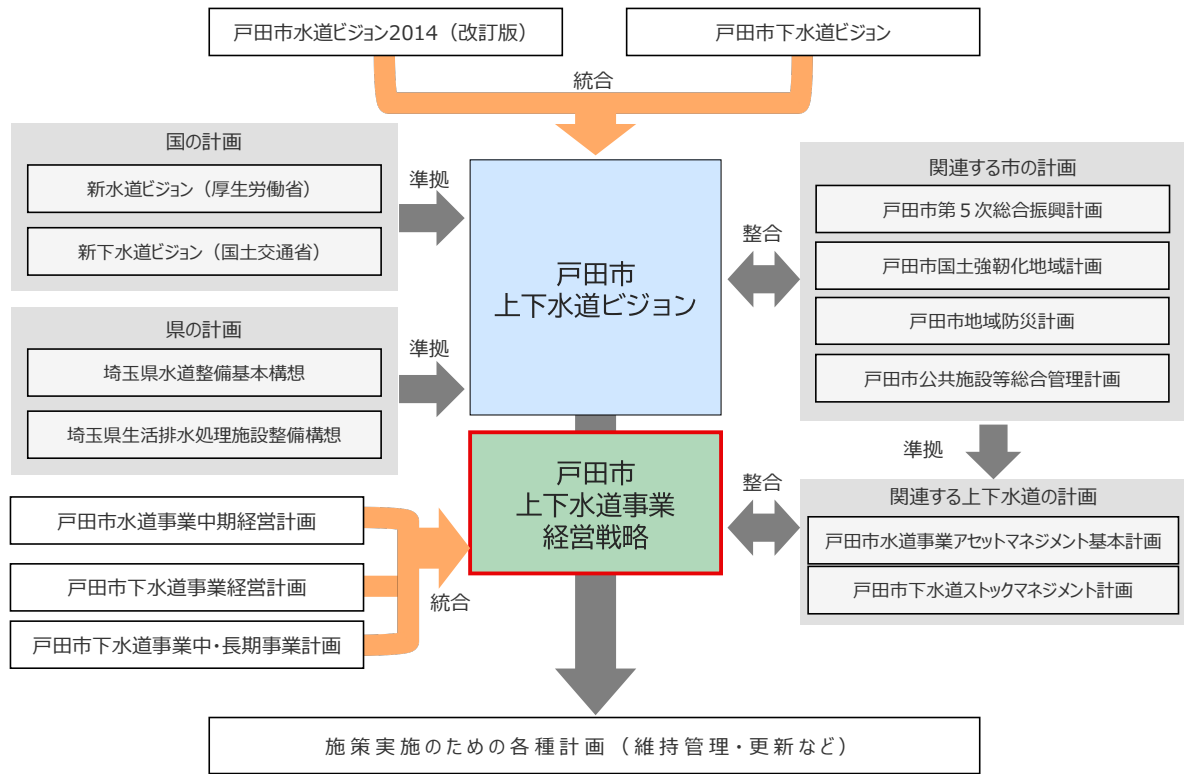 戸田市水道ビジョン2014（改訂版）
戸田市下水道ビジョン
統合
国の計画
新水道ビジョン（厚生労働省）
新下水道ビジョン（国土交通省）
準拠
県の計画
埼玉県水道整備基本構想
埼玉県生活排水処理施設整備構想
準拠
戸田市
上下水道ビジョン
整合
関連する市の計画
戸田市第５次総合振興計画
戸田市国土強靭化地域計画
戸田市地域防災計画
戸田市公共施設等総合管理計画
準拠
戸田市水道事業中期経営計画
戸田市下水道事業経営計画
戸田市下水道事業中・長期事業計画
統合
戸田市
上下水道事業
経営戦略
整合
関連する上下水道の計画
戸田市水道事業アセットマネジメント基本計画
戸田市下水道ストックマネジメント計画
施策実施のための各種計画（維持管理・更新など）